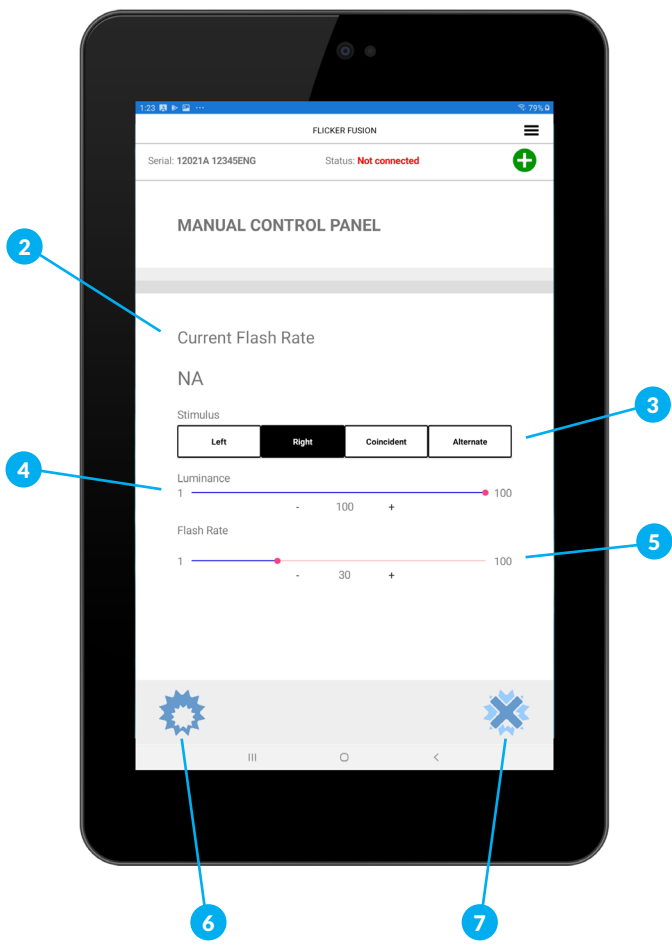 1:23 79%
FLICKER FUSION
Serial: 12021A 12345ENG Status: Not connected
MANUAL CONTROL PANEL
2
Current Flash Rate
NA
3
Stimulus
Left Right Coincident Alternate
4
Luminance
1 100
- 100 +
Flash Rate
5
1 100
- 30 +
6 7